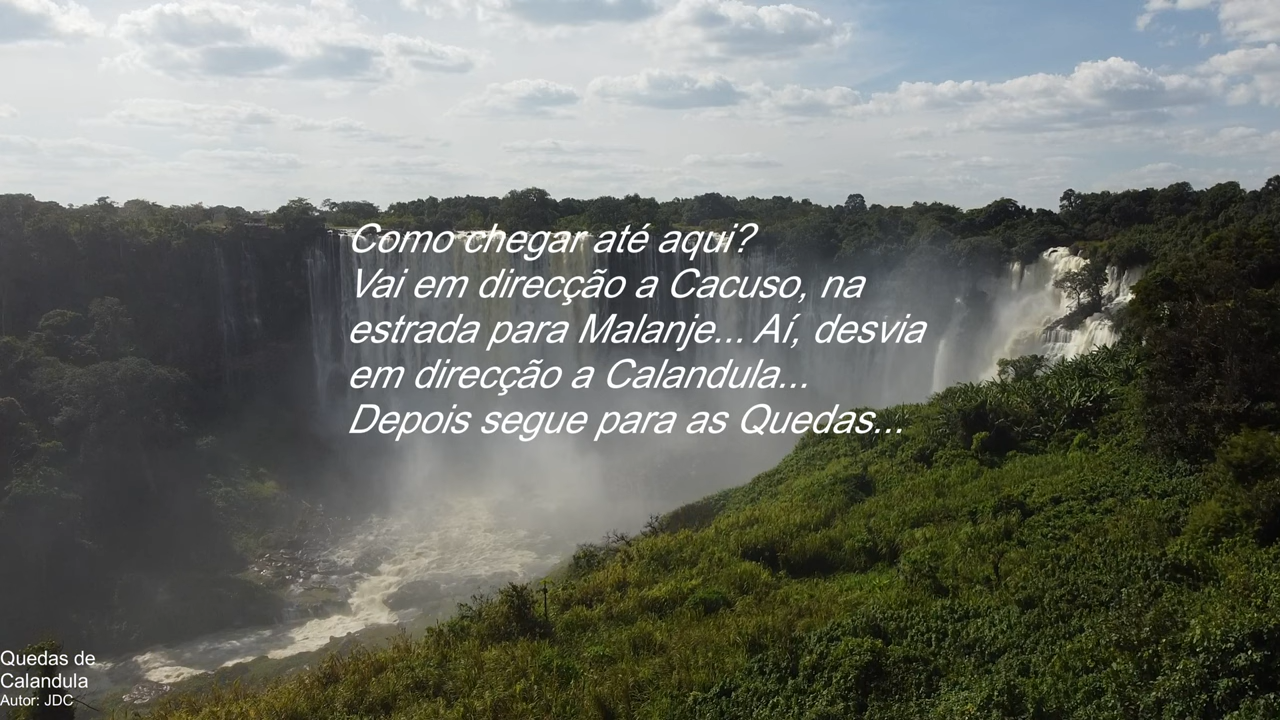 Como chegar até aqui?
Vai em direcção a Cacuso, na
estrada para Malanje... Aí, desvia
em direcção a Calandula...
Depois segue para as Quedas...
Quedas de
Calandula
Autor: JDC